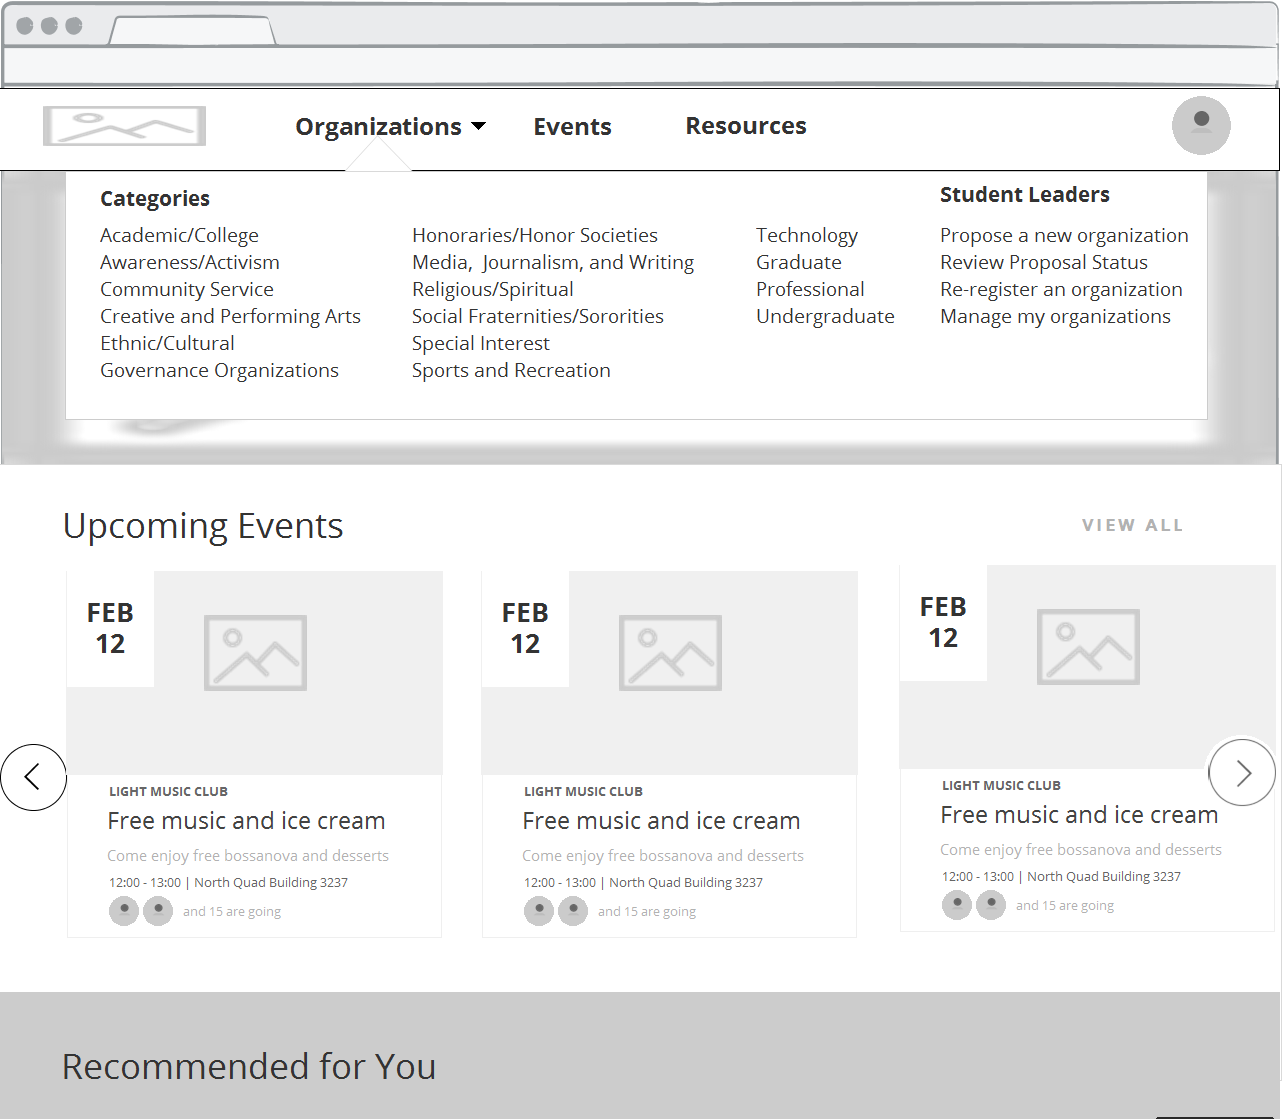 Organizations
Events
Resources
Categories
Academic/College
Awareness/Activism
Community Service
Creative and Performing Arts
Ethnic/Cultural
Governance Organizations
Honoraries/Honor Societies
Media,  Journalism, and Writing
Religious/Spiritual
Social Fraternities/Sororities
Special Interest
Sports and Recreation
Technology
Graduate
Professional
Undergraduate
Student Leaders
Propose a new organization
Review Proposal Status
Re-register an organization
Manage my organizations
Upcoming Events
VIEW ALL
FEB
12
LIGHT MUSIC CLUB
Free music and ice cream
Come enjoy free bossanova and desserts
12:00 - 13:00 | North Quad Building 3237
and 15 are going
FEB
12
LIGHT MUSIC CLUB
Free music and ice cream
Come enjoy free bossanova and desserts
12:00 - 13:00 | North Quad Building 3237
and 15 are going
FEB
12
LIGHT MUSIC CLUB
Free music and ice cream
Come enjoy free bossanova and desserts
12:00 - 13:00 | North Quad Building 3237
and 15 are going
Recommended for You